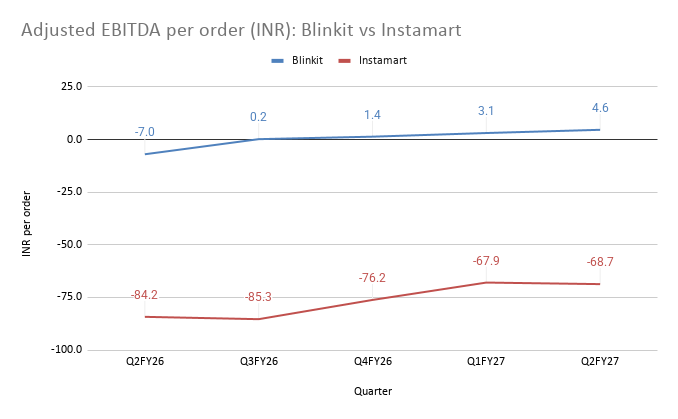 Adjusted EBITDA per order (INR): Blinkit vs Instamart
Blinkit
Instamart
25.0
0.0
-25.0
-50.0
-75.0
-100.0
INR per order
-7.0
0.2
1.4
3.1
4.6
-84.2
-85.3
-76.2
-67.9
-68.7
Q2FY26
Q3FY26
Q4FY26
Q1FY27
Q2FY27
Quarter